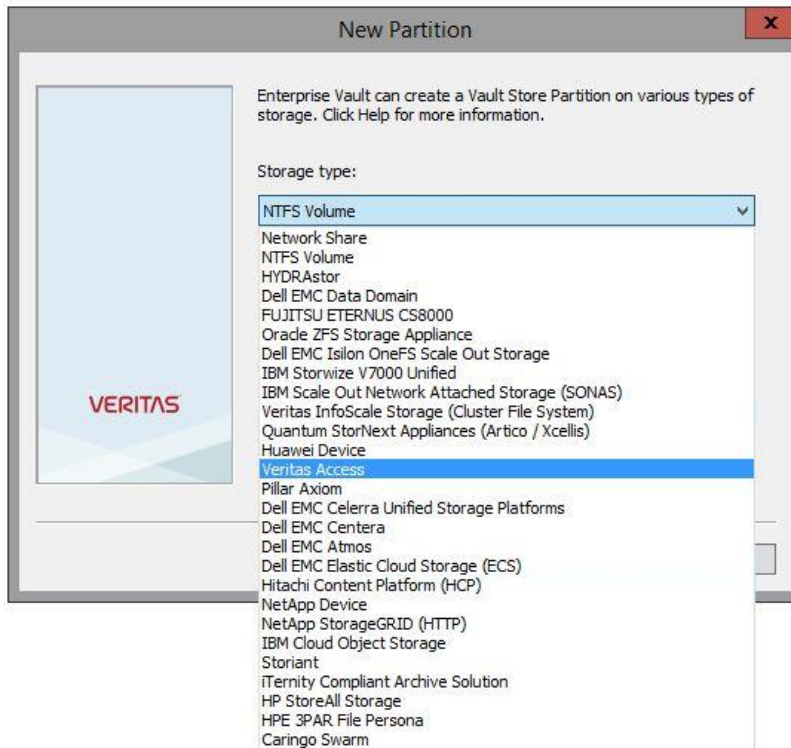 New Partition
x
Enterprise Vault can create a Vault Store Partition on various types of
storage. Click Help for more information.
Storage type:
NTFS Volume
Network Share
NTFS Volume
HYDRAstor
Dell EMC Data Domain
FUJITSU ETERNUS CS8000
Oracle ZFS Storage Appliance
Dell EMC Isilon OneFS Scale Out Storage
IBM Storwize V7000 Unified
IBM Scale Out Network Attached Storage (SONAS)
Veritas InfoScale Storage (Cluster File System)
Quantum StorNext Appliances (Artico / Xcellis)
Huawei Device
Veritas Access
Pillar Axiom
Dell EMC Celerra Unified Storage Platforms
Dell EMC Centera
Dell EMC Atmos
Dell EMC Elastic Cloud Storage (ECS)
Hitachi Content Platform (HCP)
NetApp Device
NetApp StorageGRID (HTTP)
IBM Cloud Object Storage
Storiant
iTernity Compliant Archive Solution
HP StoreAll Storage
HPE 3PAR File Persona
Caringo Swarm
VERITAS